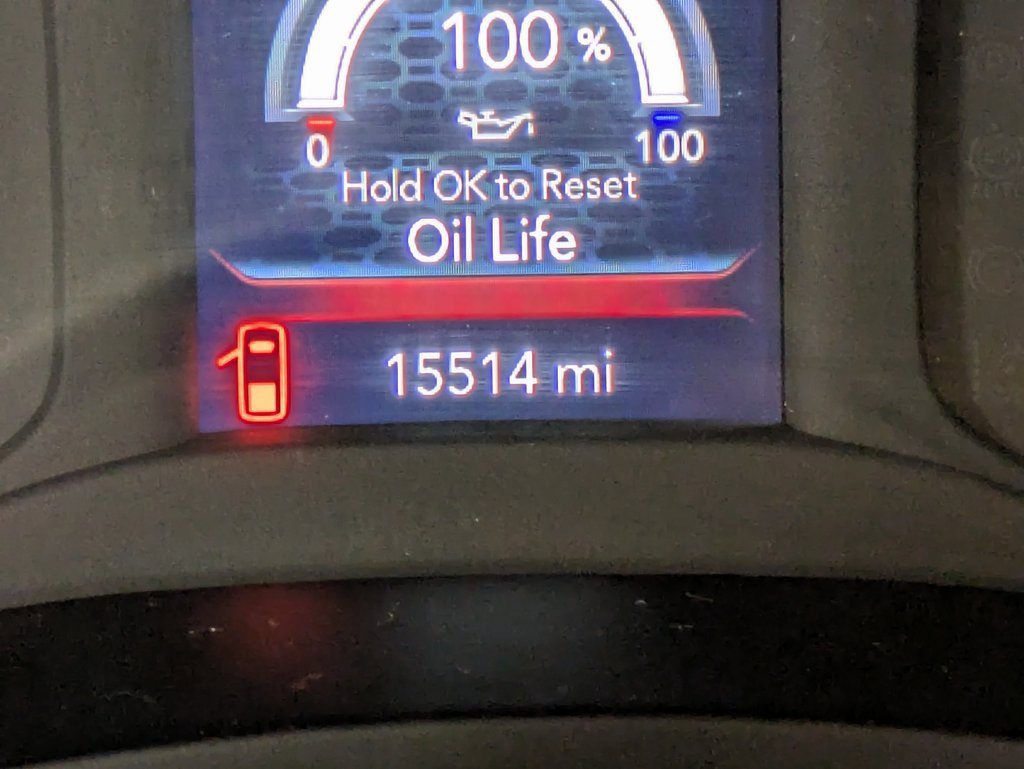 100 %
0
100
Hold OK to Reset
Oil Life
15514 mi